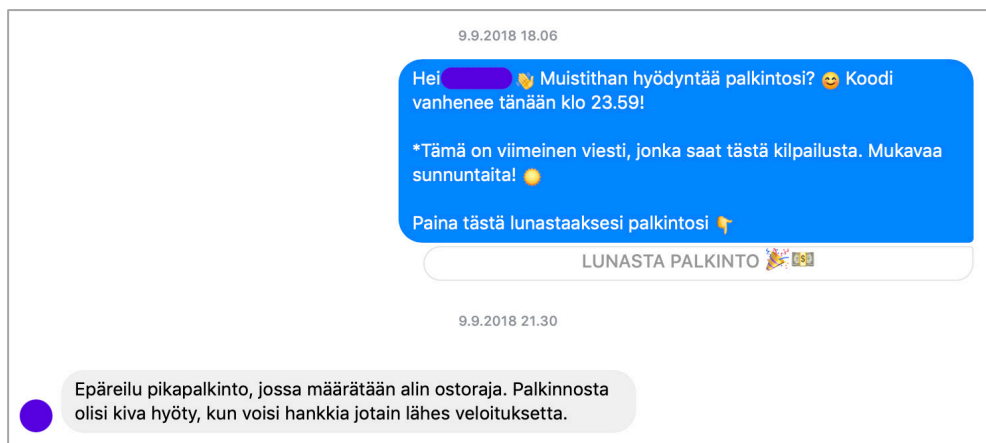 9.9.2018 18.06
Hei 👋 Muistithan hyödyntää palkintosi? 😊 Koodi
vanhenee tänään klo 23.59!
*Tämä on viimeinen viesti, jonka saat tästä kilpailusta. Mukavaa
sunnuntaita! 🌞
Paina tästä lunastaaksesi palkintosi 👇
LUNASTA PALKINTO 🎉💵
9.9.2018 21.30
Epäreilu pikapalkinto, jossa määrätään alin ostoraja. Palkinnosta
olisi kiva hyöty, kun voisi hankkia jotain lähes veloituksetta.